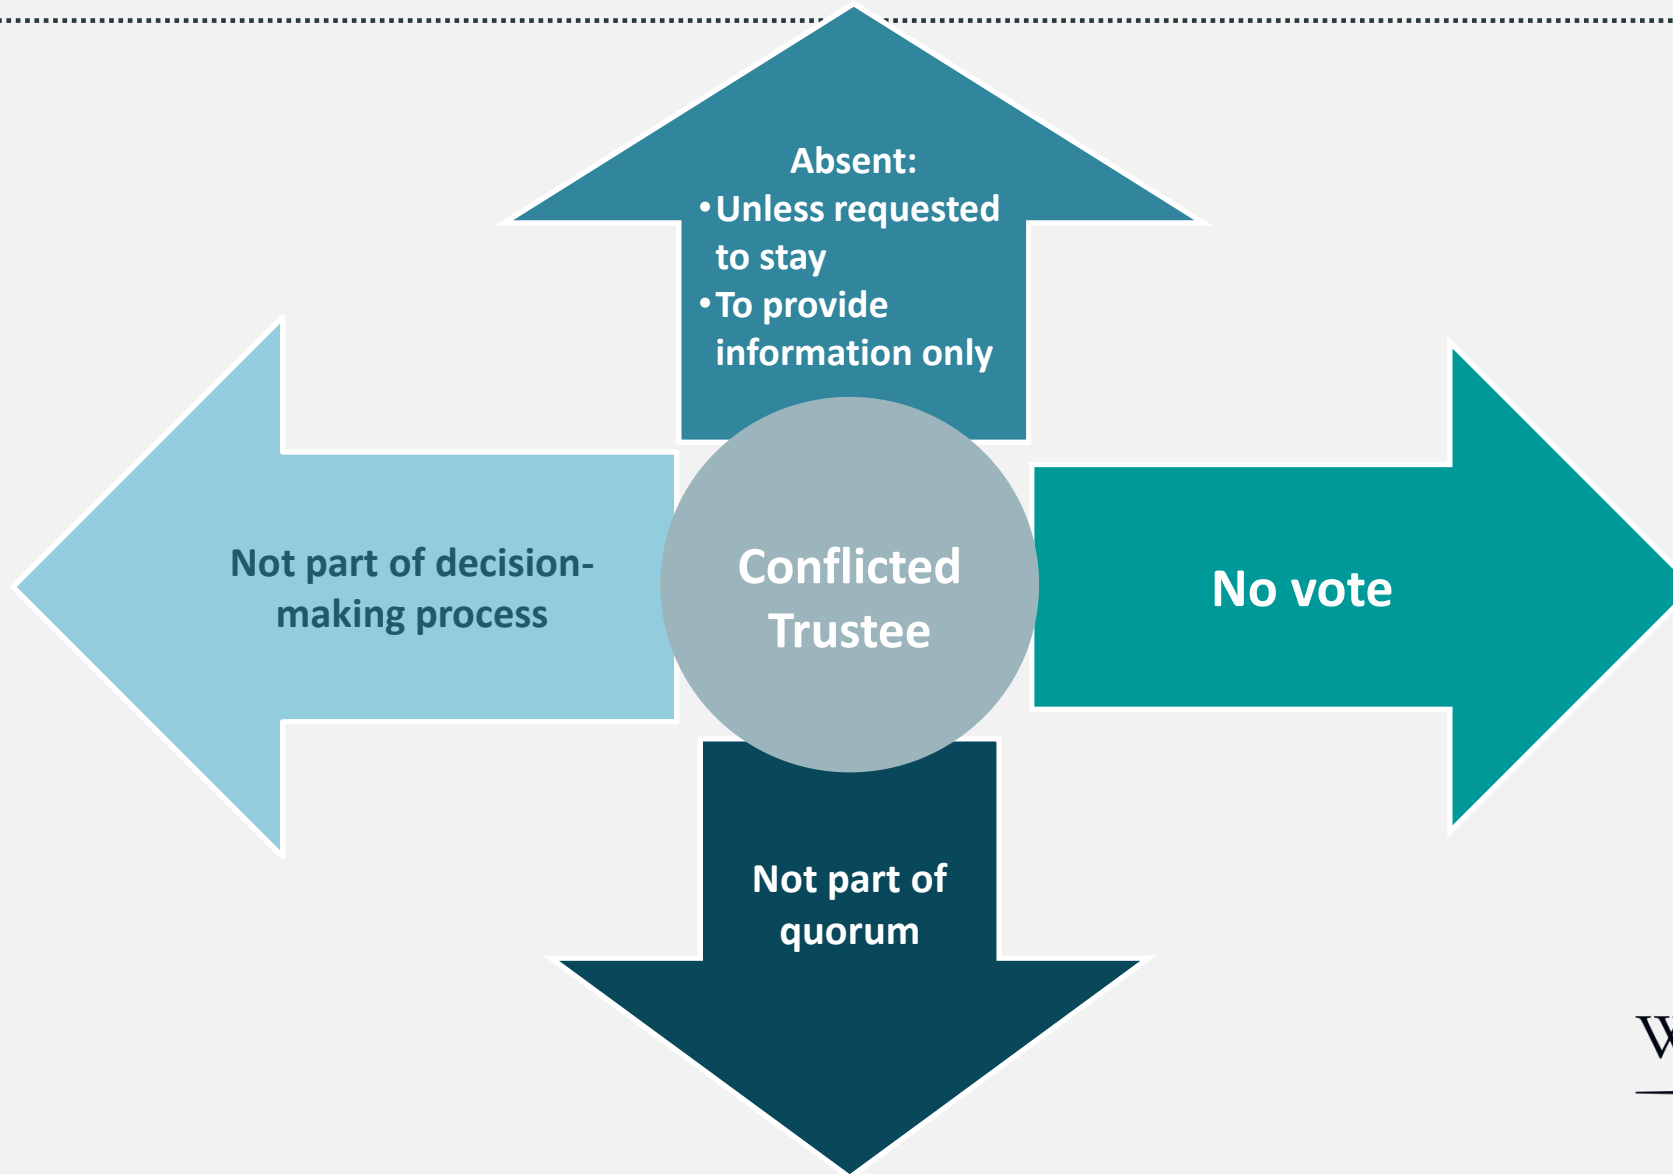 Absent:
•Unless requested
to stay
•To provide
information only
Not part of decision-
making process
Conflicted
Trustee
No vote
Not part of
quorum
W